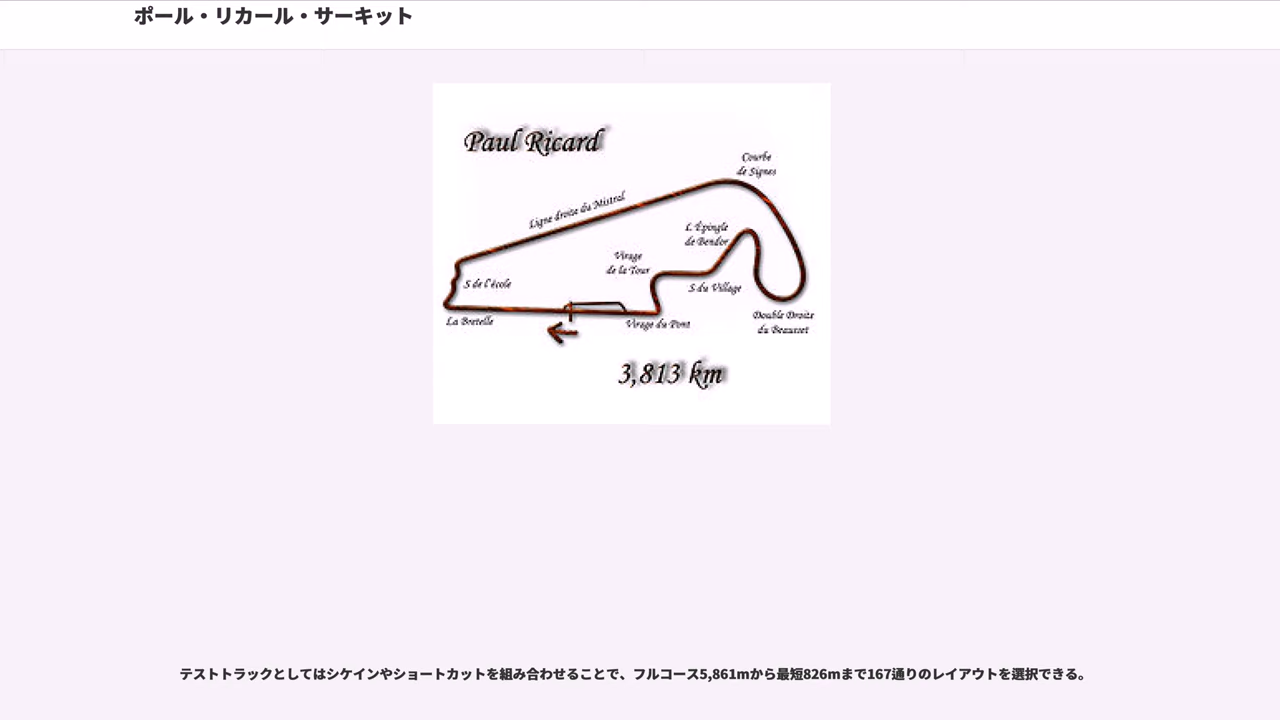 ポール・リカール・サーキット
Paul Ricard
Courbe
de Signes
Ligne droite du Mistral
L'Épingle
de Bendor
Virage
de la Tour
S de l'école
S du Village
La Bretelle
Virage du Pont
Double Droite
du Beausset
3,813 km
テストトラックとしてはシケインやショートカットを組み合わせることで、フルコース5,861mから最短826mまで167通りのレイアウトを選択できる。